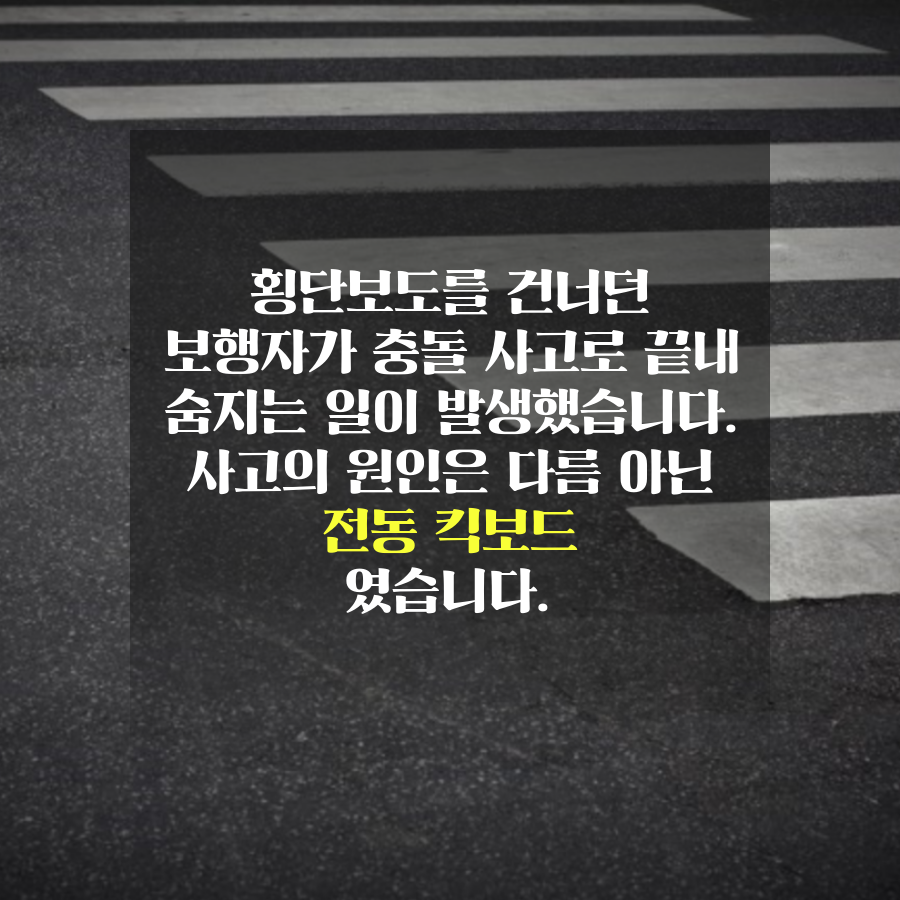 횡단보도를 건너던
보행자가 충돌 사고로 끝내
숨지는 일이 발생했습니다.
사고의 원인은 다름 아닌
전동 킥보드
였습니다.